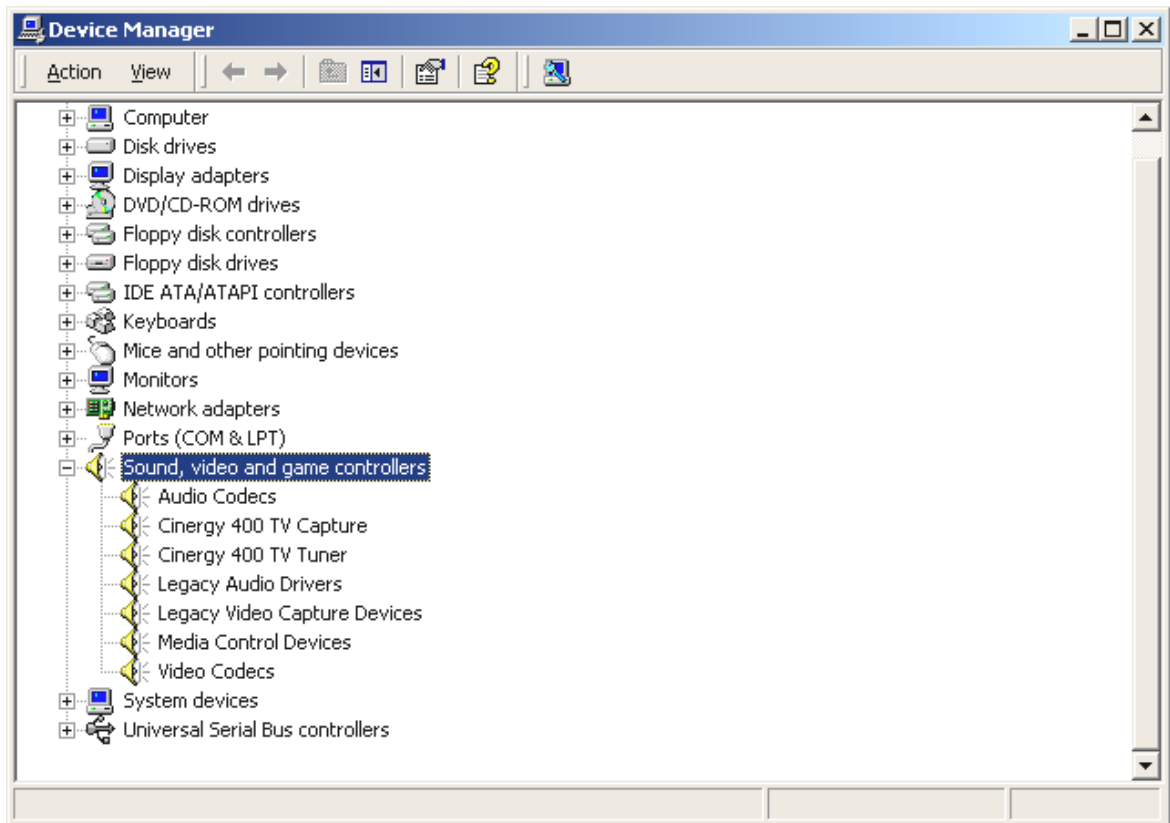 Device Manager
Action View
Computer
Disk drives
Display adapters
DVD/CD-ROM drives
Floppy disk controllers
Floppy disk drives
IDE ATA/ATAPI controllers
Keyboards
Mice and other pointing devices
Monitors
Network adapters
Ports (COM & LPT)
Sound, video and game controllers
Audio Codecs
Cinergy 400 TV Capture
Cinergy 400 TV Tuner
Legacy Audio Drivers
Legacy Video Capture Devices
Media Control Devices
Video Codecs
System devices
Universal Serial Bus controllers